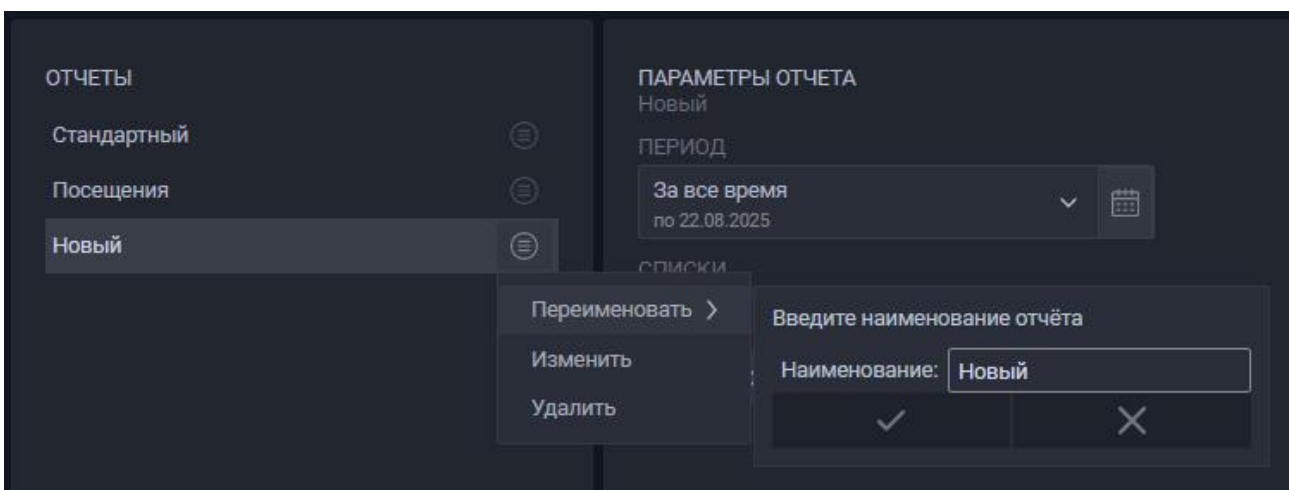 ОТЧЕТЫ
Стандартный
Посещения
Новый
ПАРАМЕТРЫ ОТЧЕТА
Новый
ПЕРИОД
За все время
по 22.08.2025
СПИСКИ
Переименовать
Изменить
Удалить
Введите наименование отчёта
Наименование: Новый